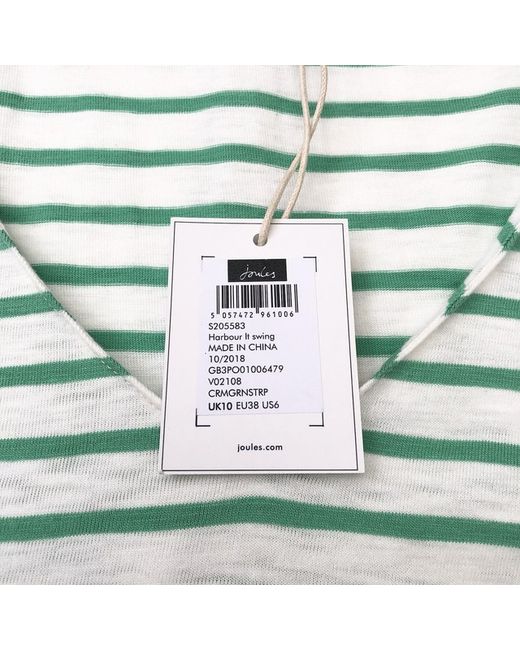 joules
5 057472 961006
S205583
Harbour lt swing
MADE IN CHINA
10/2018
GB3PO01006479
V02108
CRMGRNSTRP
UK10 EU38 US6
joules.com